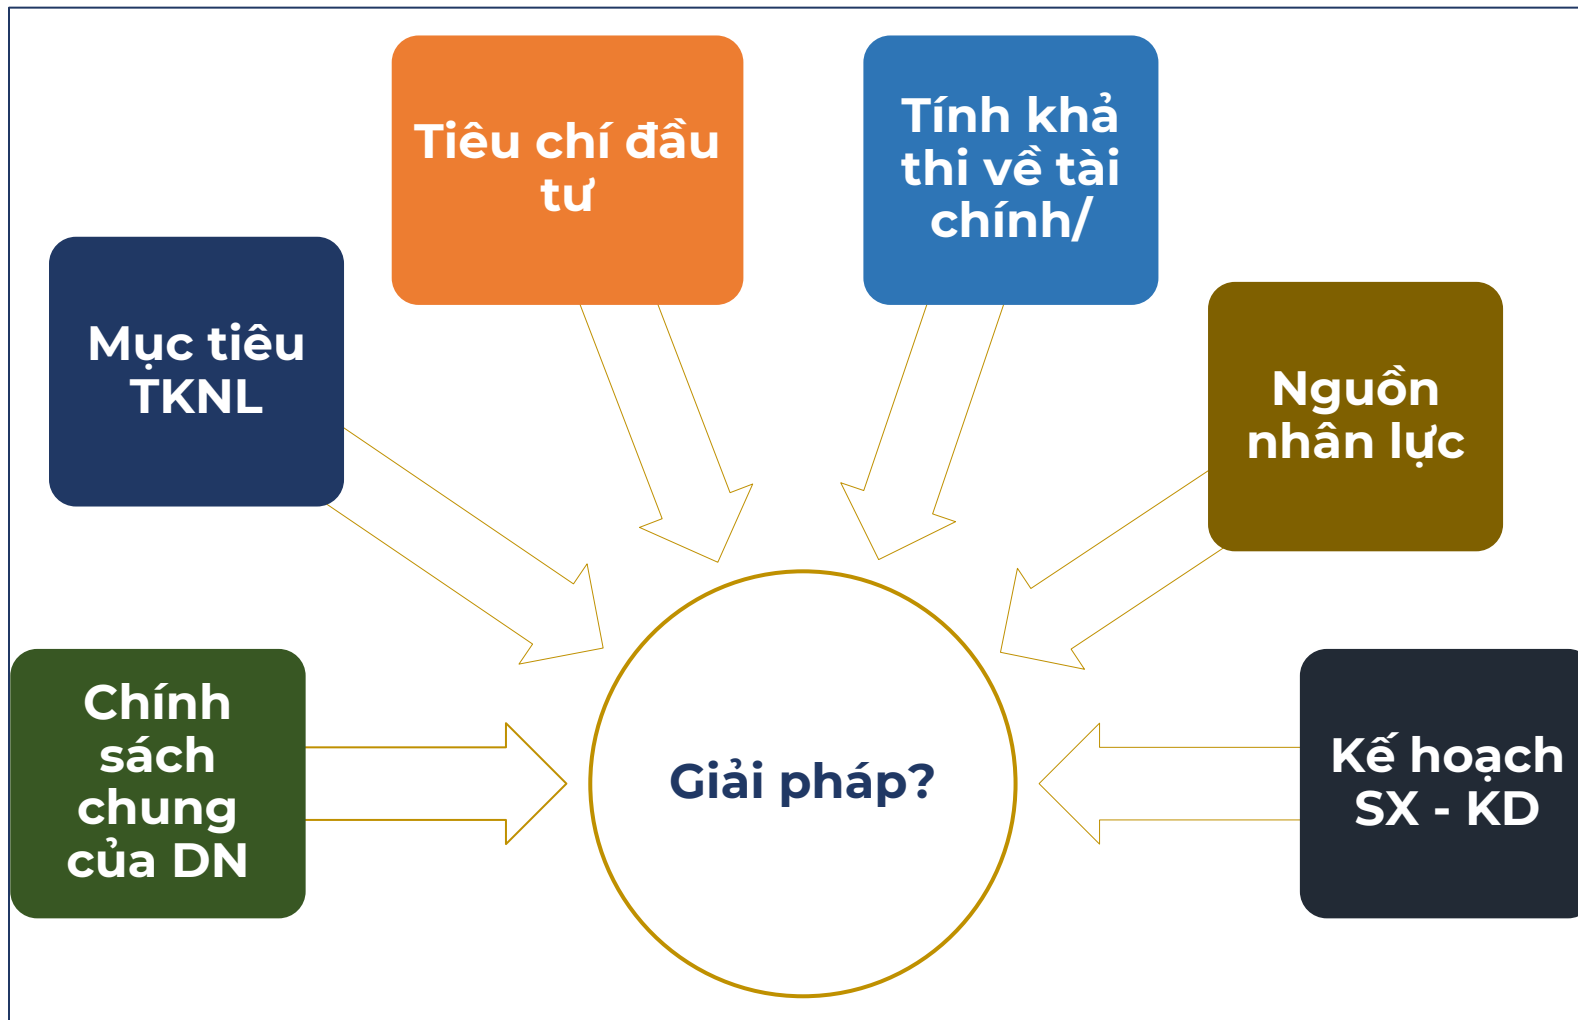 Tiêu chí đầu
tư
Tính khả
thi về tài
chính/
Mục tiêu
TKNL
Nguồn
nhân lực
Chính
sách
chung
của DN
Giải pháp?
Kế hoạch
SX - KD